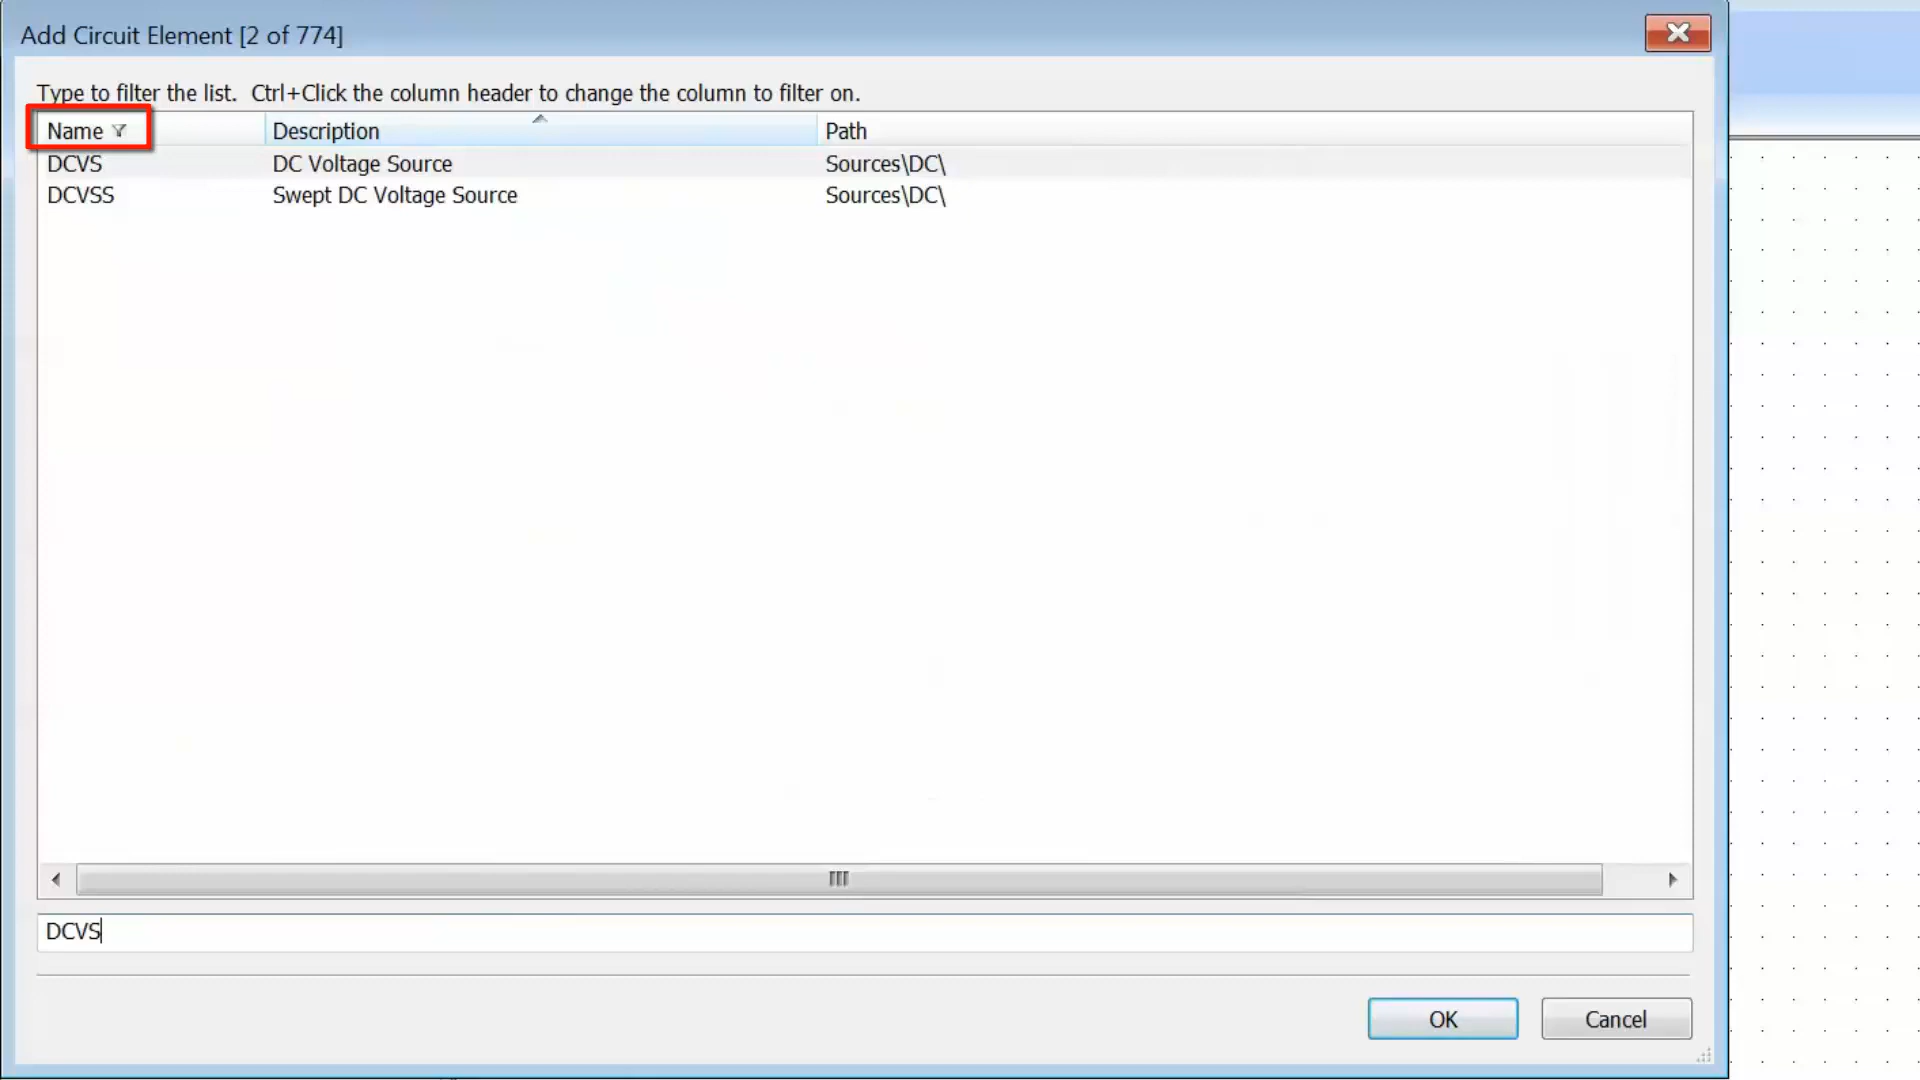 Add Circuit Element [2 of 774]
Type to filter the list.  Ctrl+Click the column header to change the column to filter on.
Name Description Path
DCVS DC Voltage Source Sources\DC\
DCVSS Swept DC Voltage Source Sources\DC\
DCVS
OK Cancel